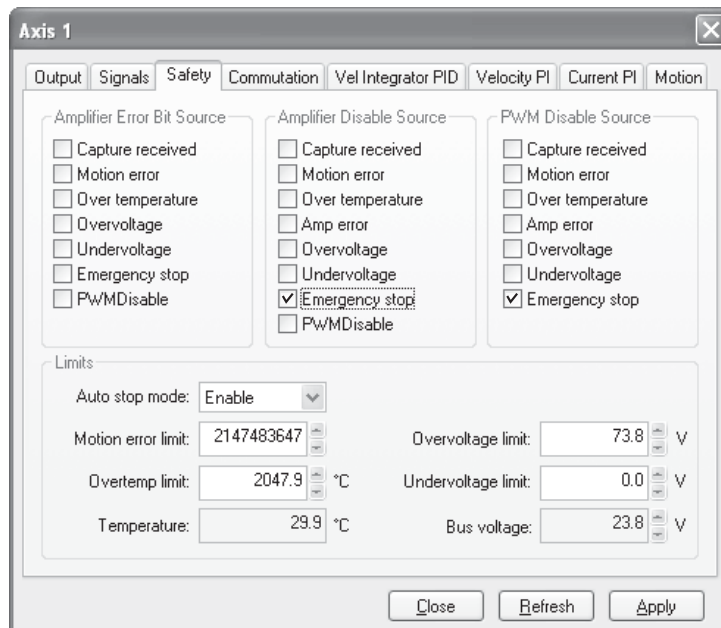 Axis 1
Output Signals Safety Commutation Vel Integrator PID Velocity PI Current PI Motion
Amplifier Error Bit Source
Capture received
Motion error
Over temperature
Overvoltage
Undervoltage
Emergency stop
PWMDisable
Amplifier Disable Source
Capture received
Motion error
Over temperature
Amp error
Overvoltage
Undervoltage
Emergency stop
PWMDisable
PWM Disable Source
Capture received
Motion error
Over temperature
Amp error
Overvoltage
Undervoltage
Emergency stop
Limits
Auto stop mode: Enable
Motion error limit: 2147483647
Overvoltage limit: 73.8 V
Overtemp limit: 2047.9 °C
Undervoltage limit: 0.0 V
Temperature: 29.9 °C
Bus voltage: 23.8 V
Close Refresh Apply